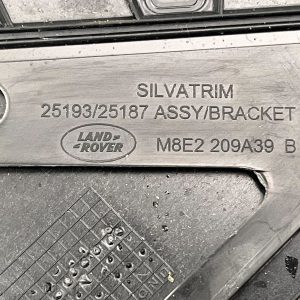 SILVATRIM
25193/25187 ASSY/BRACKET
LAND
ROVER
M8E2 209A39 B